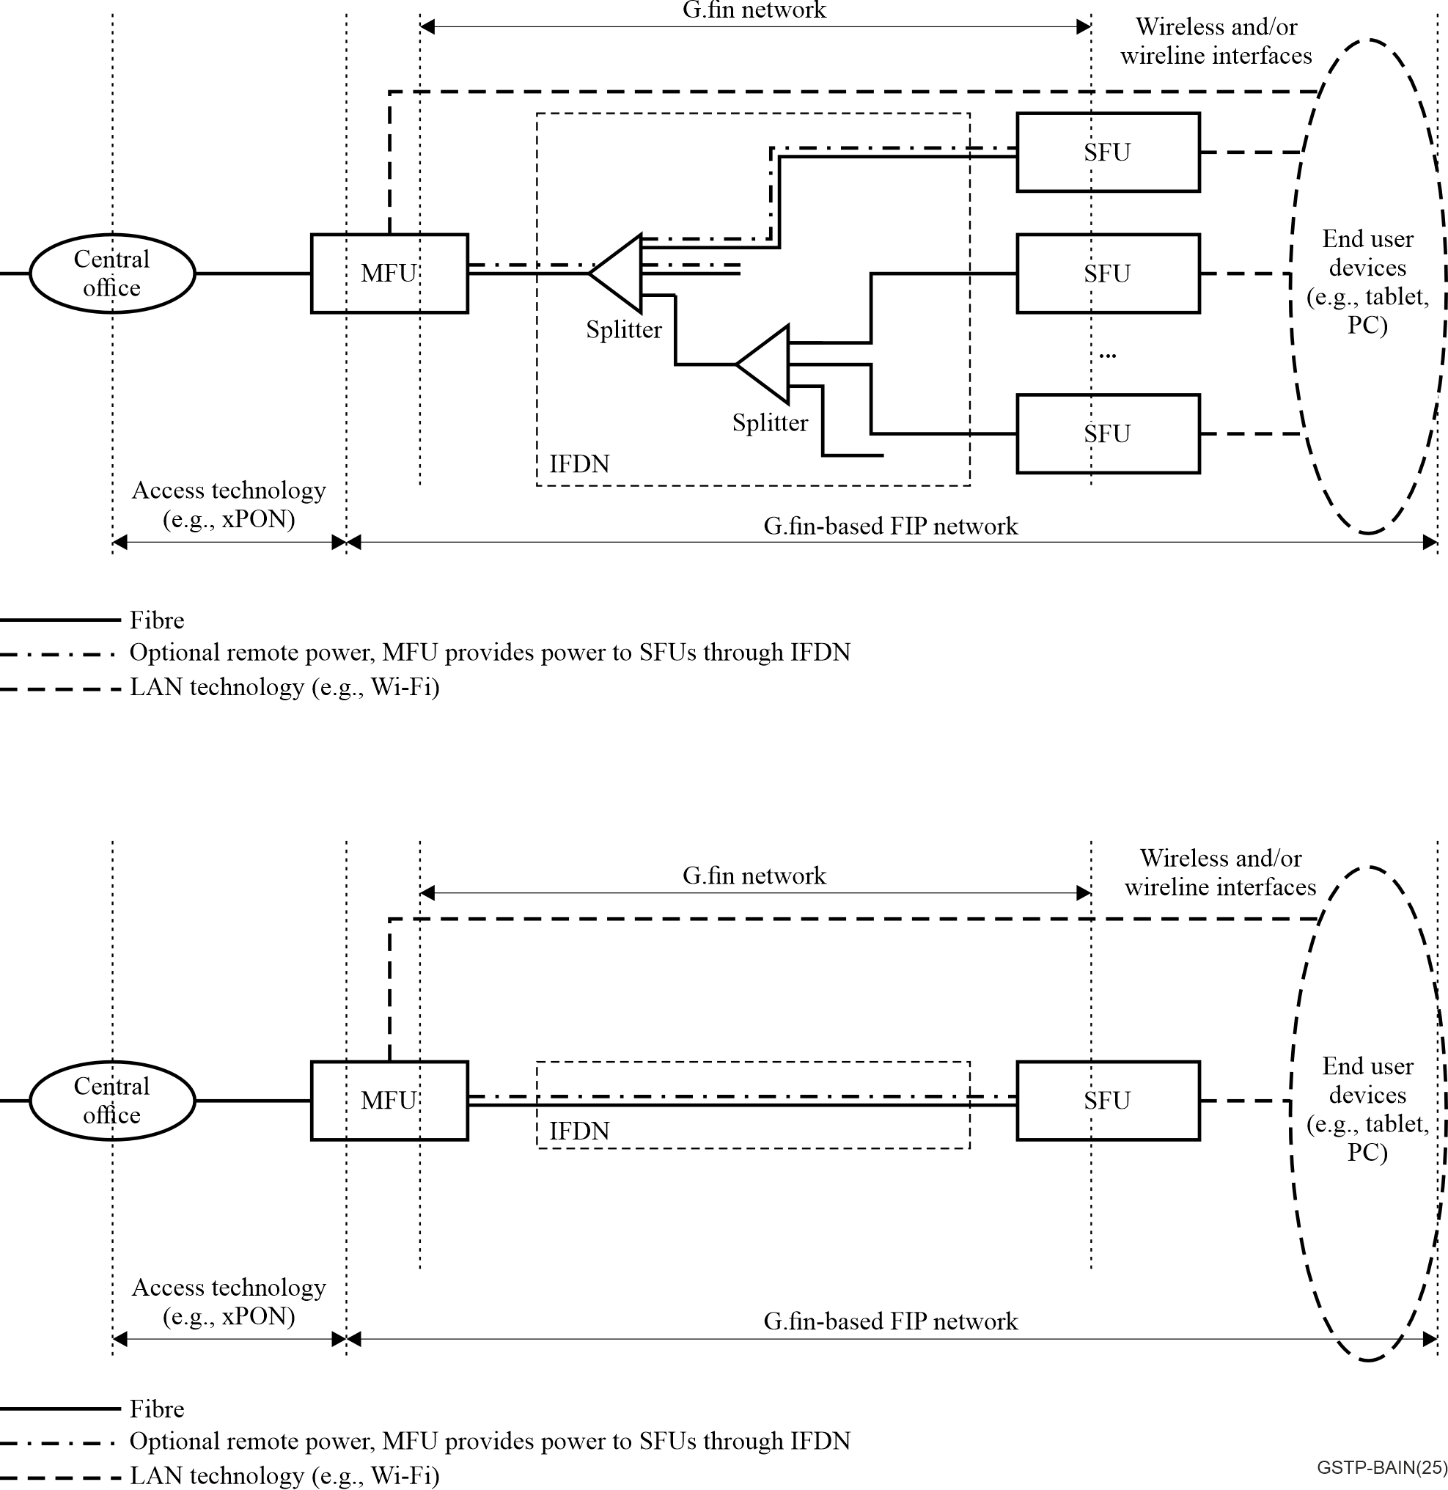 G.fin network
Wireless and/or
wireline interfaces
SFU
Central
office
MFU
SFU
End user
devices
(e.g., tablet,
PC)
Splitter
...
Splitter
SFU
IFDN
Access technology
(e.g., xPON)
G.fin-based FIP network
Fibre
Optional remote power, MFU provides power to SFUs through IFDN
LAN technology (e.g., Wi-Fi)
G.fin network
Wireless and/or
wireline interfaces
Central
office
MFU
IFDN
SFU
End user
devices
(e.g., tablet,
PC)
Access technology
(e.g., xPON)
G.fin-based FIP network
Fibre
Optional remote power, MFU provides power to SFUs through IFDN
LAN technology (e.g., Wi-Fi)
GSTP-BAIN(25)